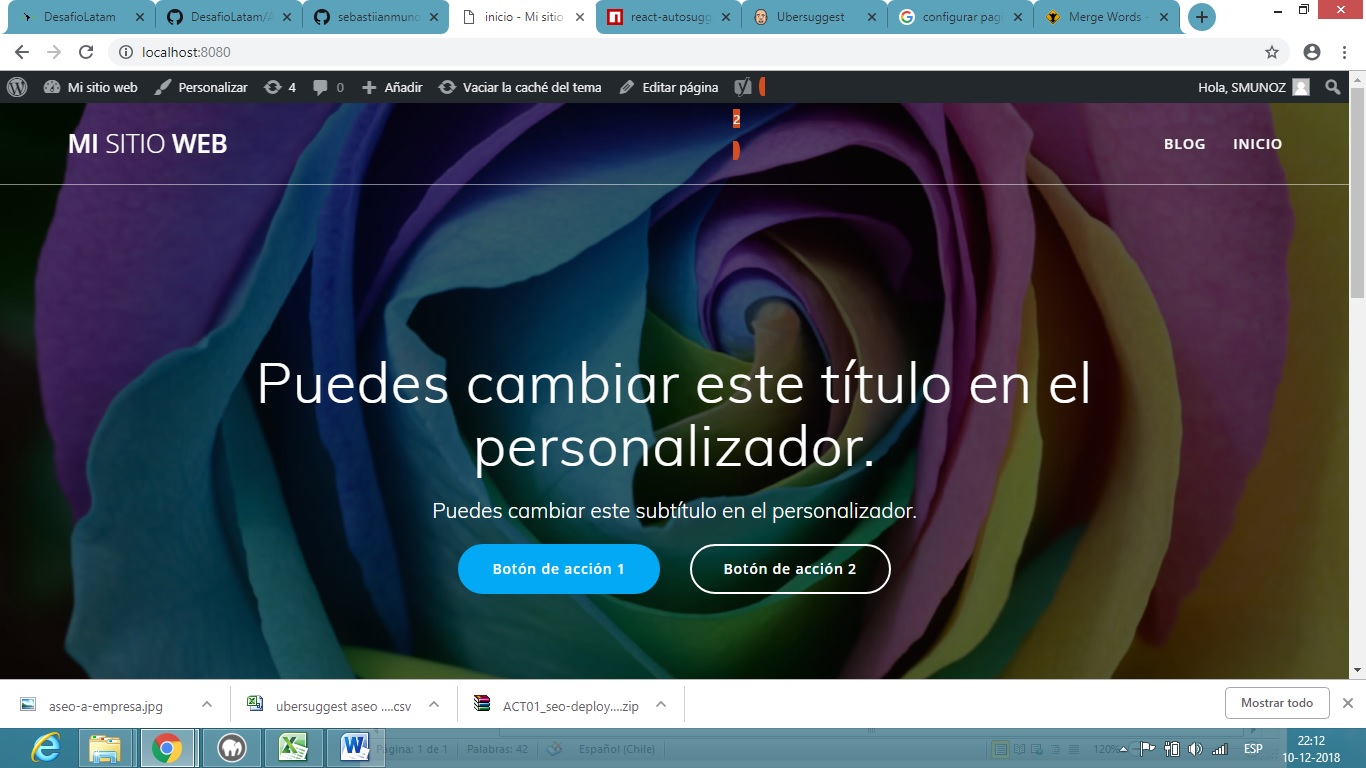 DesafioLatam
DesafioLatam/A
sebastiianmuno
inicio - Mi sitio
react-autosugg
Ubersuggest
configurar pag
Merge Words -
localhost:8080
Mi sitio web
Personalizar
4
0
Añadir
Vaciar la caché del tema
Editar página
Hola, SMUNOZ
2
MI SITIO WEB
BLOG
INICIO
Puedes cambiar este título en el
personalizador.
Puedes cambiar este subtítulo en el personalizador.
Botón de acción 1
Botón de acción 2
aseo-a-empresa.jpg
ubersuggest aseo ....csv
ACT01_seo-deploy....zip
Mostrar todo
Página: 1 de 1
Palabras: 42
Español (Chile)
120%
ESP
22:12
10-12-2018